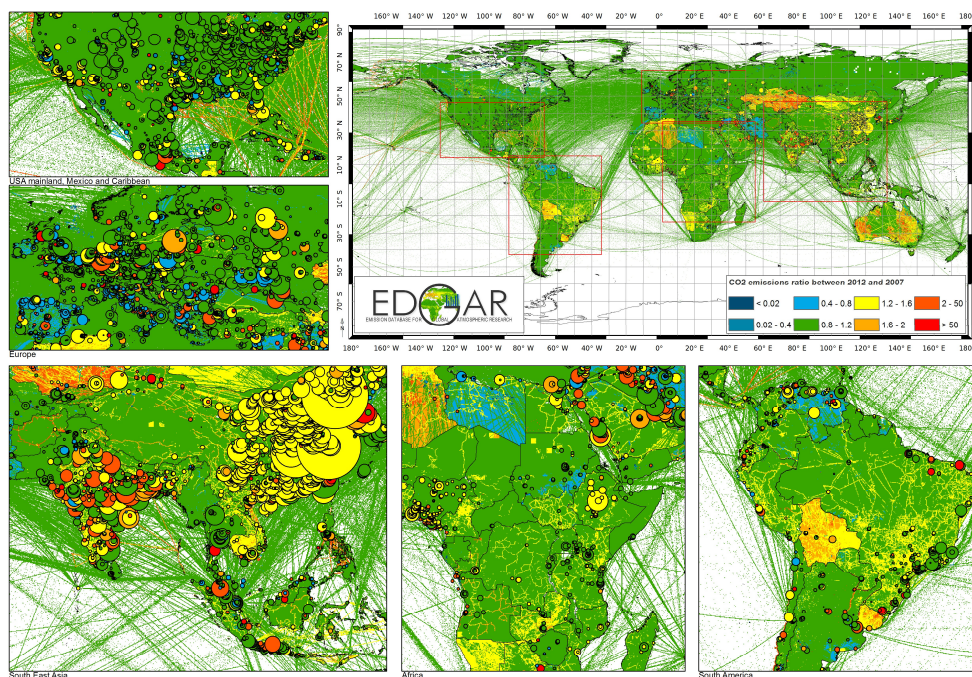 160° W 140° W 120° W 100° W 80° W 60° W 40° W 20° W 0° 20° E 40° E 60° E 80° E 100° E 120° E 140° E 160° E
90°
70° N
50° N
30° N
10° N
10° S
30° S
50° S
70° S
USA mainland, Mexico and Caribbean
Europe
EDGAR
EMISSION DATABASE FOR GLOBAL ATMOSPHERIC RESEARCH
CO2 emissions ratio between 2012 and 2007
< 0.02 0.4 - 0.8 1.2 - 1.6 2 - 50
0.02 - 0.4 0.8 - 1.2 1.6 - 2 > 50
180° W 160° W 140° W 120° W 100° W 80° W 60° W 40° W 20° W 0° 20° E 40° E 60° E 80° E 100° E 120° E 140° E 160° E
South East Asia
Africa
South America